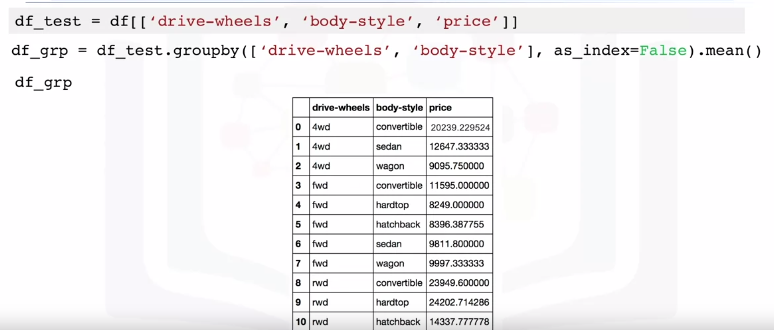 df_test = df[['drive-wheels', 'body-style', 'price']]
df_grp = df_test.groupby(['drive-wheels', 'body-style'], as_index=False).mean()
df_grp
drive-wheels body-style price
0 4wd convertible 20239.229524
1 4wd sedan 12647.333333
2 4wd wagon 9095.750000
3 fwd convertible 11595.000000
4 fwd hardtop 8249.000000
5 fwd hatchback 8396.387755
6 fwd sedan 9811.800000
7 fwd wagon 9997.333333
8 rwd convertible 23949.600000
9 rwd hardtop 24202.714286
10 rwd hatchback 14337.777778